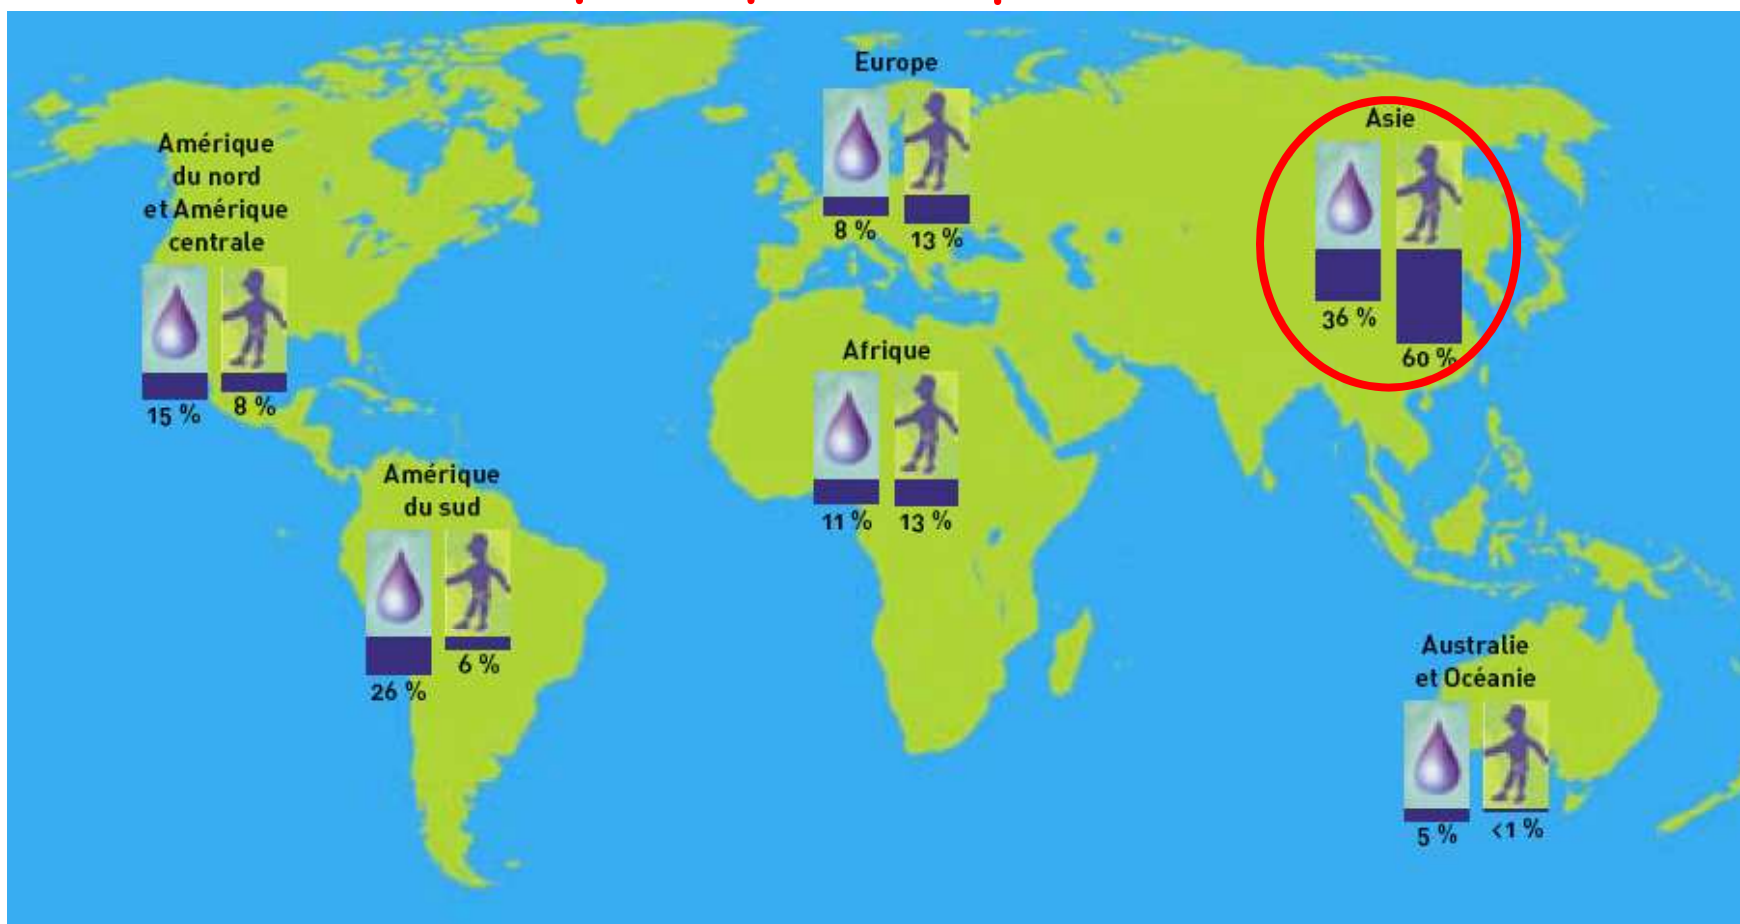 Europe
8 %
13 %
Asie
36 %
60 %
Amérique
du nord
et Amérique
centrale
15 %
8 %
Afrique
11 %
13 %
Amérique
du sud
26 %
6 %
Australie
et Océanie
5 %
<1 %